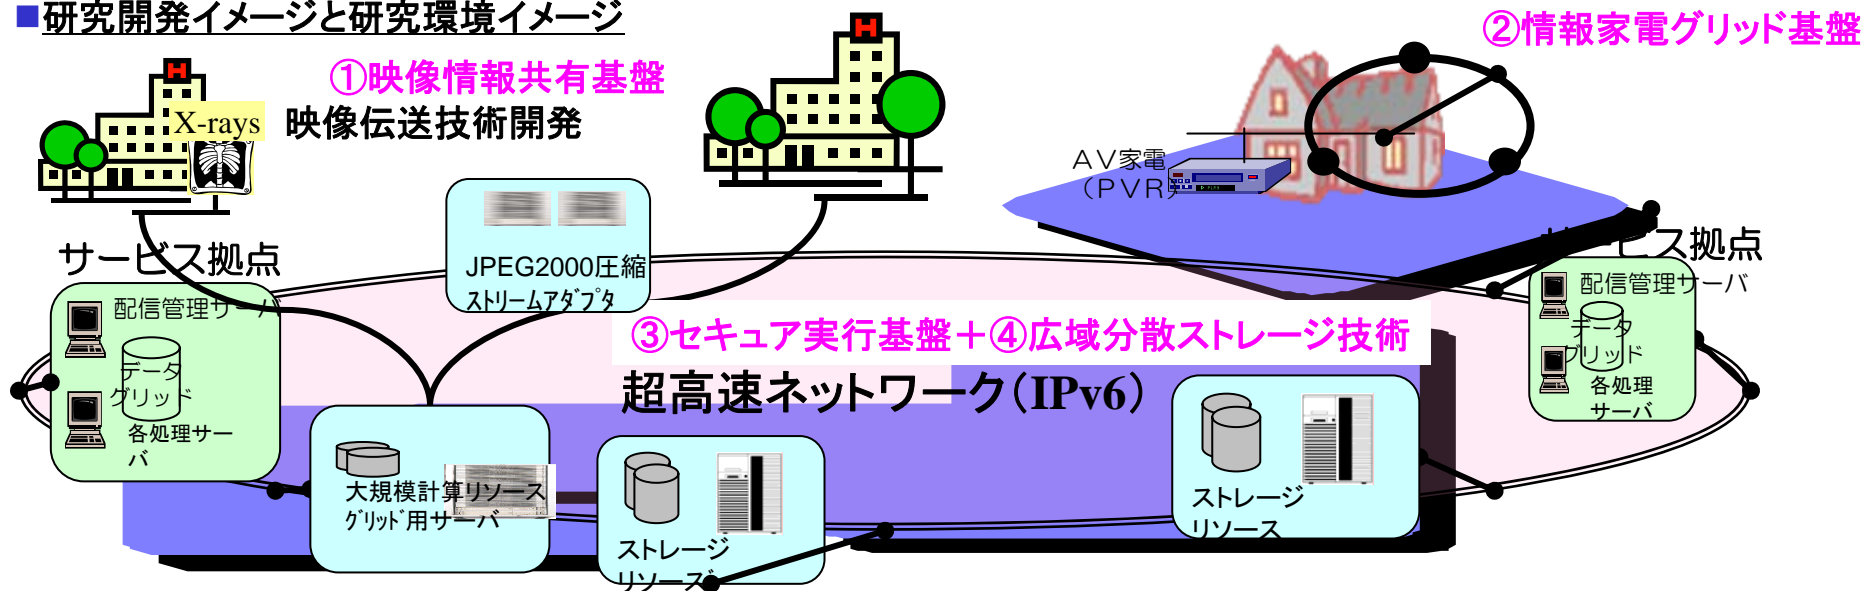 ■研究開発イメージと研究環境イメージ
①映像情報共有基盤
映像伝送技術開発
X-rays
②情報家電グリッド基盤
AV家電
（PVR）
サービス拠点
配信管理サーバ
データ
グリッド
各処理サー
バ
JPEG2000圧縮
ストリームアダプタ
③セキュア実行基盤＋④広域分散ストレージ技術
超高速ネットワーク（IPv6）
大規模計算リソース
グリッド用サーバ
ストレージ
リソース
ストレージ
リソース
サービス拠点
配信管理サーバ
データ
グリッド
各処理
サーバ